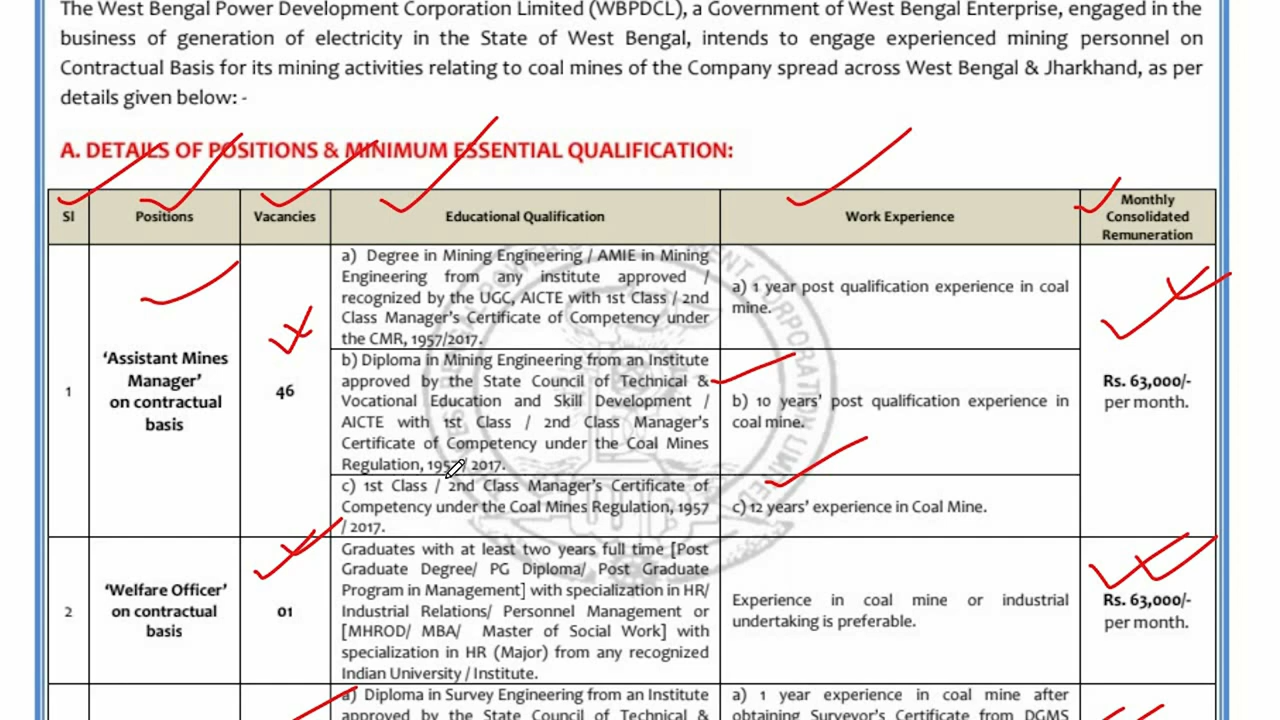 The West Bengal Power Development Corporation Limited (WBPDCL), a Government of West Bengal Enterprise, engaged in the
business of generation of electricity in the State of West Bengal, intends to engage experienced mining personnel on
Contractual Basis for its mining activities relating to coal mines of the Company spread across West Bengal & Jharkhand, as per
details given below: -
A. DETAILS OF POSITIONS & MINIMUM ESSENTIAL QUALIFICATION:
Sl
Positions
Vacancies
Educational Qualification
Work Experience
Monthly
Consolidated
Remuneration
1
'Assistant Mines
Manager'
on contractual
basis
46
a) Degree in Mining Engineering / AMIE in Mining
Engineering from any institute approved /
recognized by the UGC, AICTE with 1st Class / 2nd
Class Manager's Certificate of Competency under
the CMR, 1957/2017.
a) 1 year post qualification experience in coal
mine.
b) Diploma in Mining Engineering from an Institute
approved by the State Council of Technical &
Vocational Education and Skill Development /
AICTE with 1st Class / 2nd Class Manager's
Certificate of Competency under the Coal Mines
Regulation, 1957/ 2017.
b) 10 years' post qualification experience in
coal mine.
c) 1st Class / 2nd Class Manager's Certificate of
Competency under the Coal Mines Regulation, 1957
/ 2017.
c) 12 years' experience in Coal Mine.
Rs. 63,000/-
per month.
2
'Welfare Officer'
on contractual
basis
01
Graduates with at least two years full time [Post
Graduate Degree/ PG Diploma/ Post Graduate
Program in Management] with specialization in HR/
Industrial Relations/ Personnel Management or
[MHROD/ MBA/ Master of Social Work] with
specialization in HR (Major) from any recognized
Indian University / Institute.
Experience in coal mine or industrial
undertaking is preferable.
Rs. 63,000/-
per month.
a) Diploma in Survey Engineering from an Institute
approved by the State Council of Technical &
a) 1 year experience in coal mine after
obtaining Surveyor's Certificate from DGMS